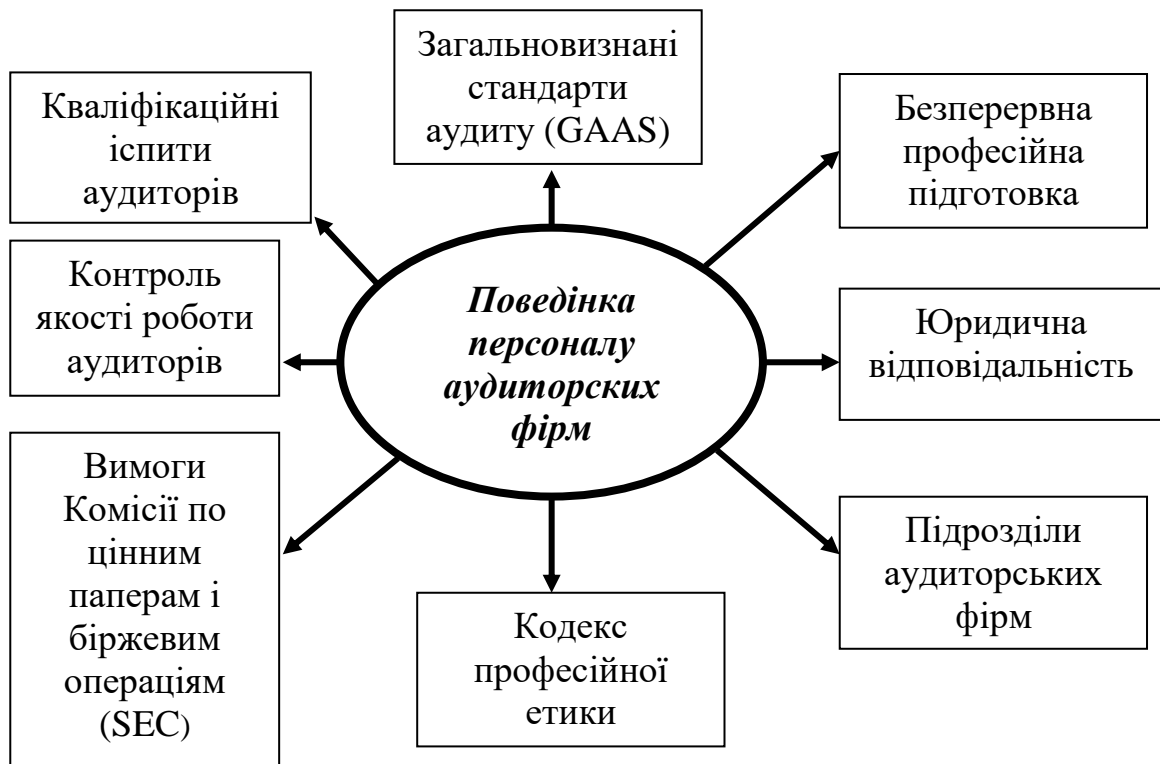 Загальновизнані
стандарти
аудиту (GAAS)
Кваліфікаційні
іспити
аудиторів
Безперервна
професійна
підготовка
Контроль
якості роботи
аудиторів
Поведінка
персоналу
аудиторских
фірм
Юридична
відповідальність
Вимоги
Комісії по
цінним
паперам і
біржевим
операціям
(SEC)
Кодекс
професійної
етики
Підрозділи
аудиторських
фірм